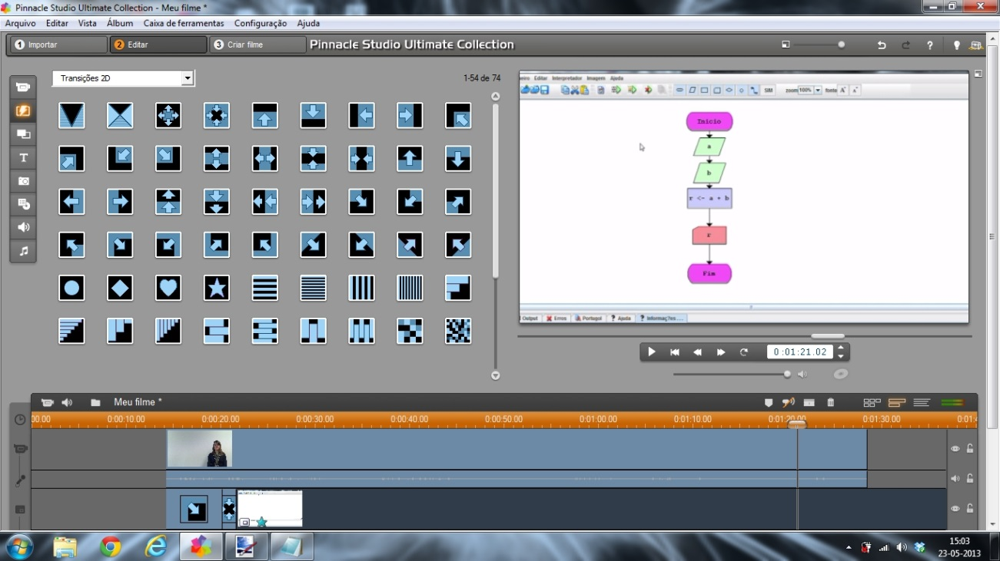 Pinnacle Studio Ultimate Collection - Meu filme *
Arquivo Editar Vista Álbum Caixa de ferramentas Configuração Ajuda
1 Importar 2 Editar 3 Criar filme Pinnacle Studio Ultimate Collection ?
Transições 2D 1-54 de 74
Editar Interpretador Imagem Ajuda
SIM zoom 100% fonte A A
T
Inicio
a
b
r <- a + b
r
Fim
Output Erros Portugol ? Ajuda ? Informações ...
0:01:21.02
Meu filme *
00.00 0:00:10.00 0:00:20.00 0:00:30.00 0:00:40.00 0:00:50.00 0:01:00.00 0:01:10.00 0:01:20.00 0:01:30.00 0:01:4
15:03
23-05-2013